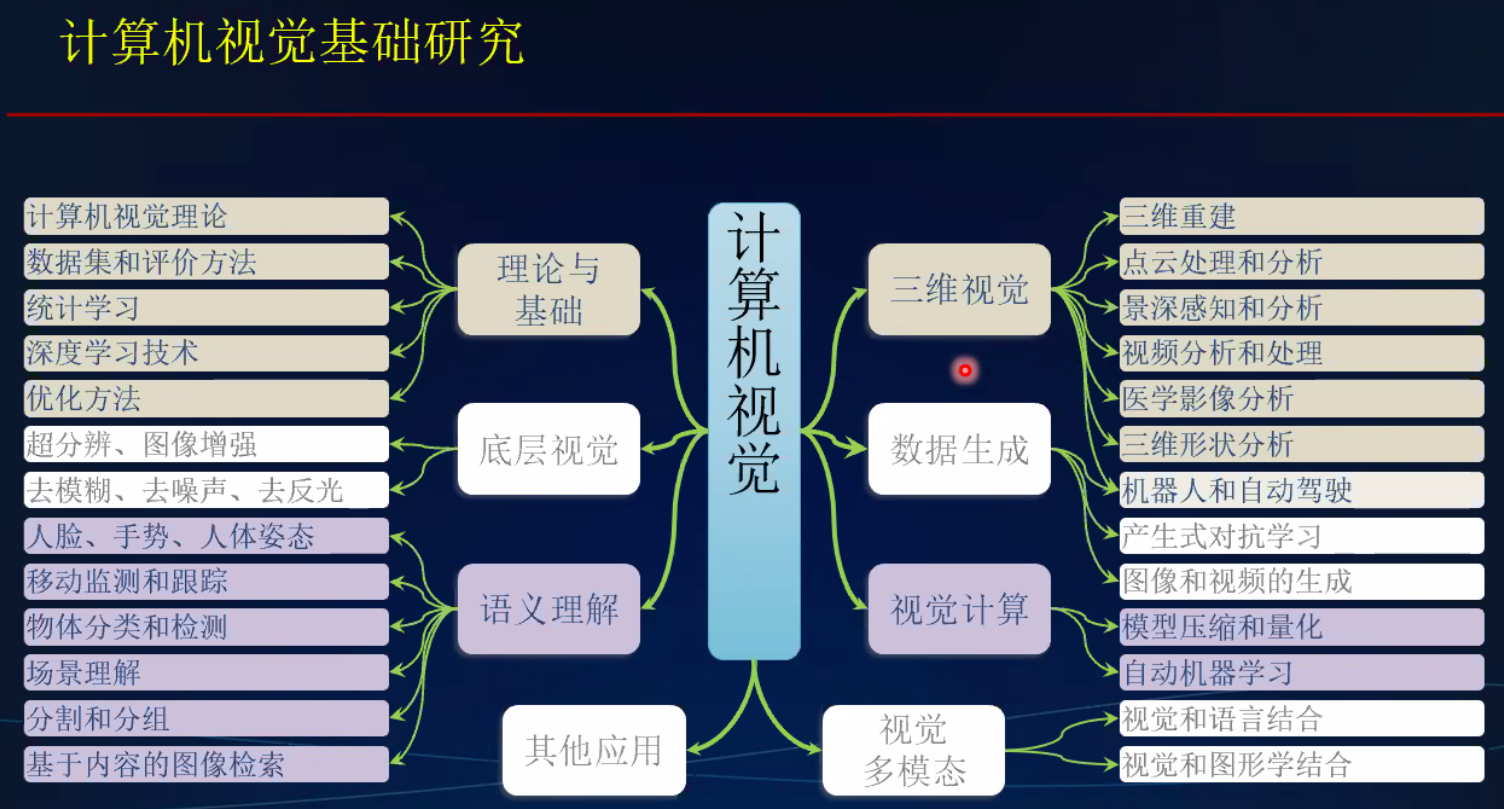 计算机视觉基础研究
计算机视觉理论
数据集和评价方法
统计学习
深度学习技术
优化方法
超分辨、图像增强
去模糊、去噪声、去反光
人脸、手势、人体姿态
移动监测和跟踪
物体分类和检测
场景理解
分割和分组
基于内容的图像检索
理论与
基础
底层视觉
语义理解
其他应用
计算机视觉
三维视觉
数据生成
视觉计算
视觉
多模态
三维重建
点云处理和分析
景深感知和分析
视频分析和处理
医学影像分析
三维形状分析
机器人和自动驾驶
产生式对抗学习
图像和视频的生成
模型压缩和量化
自动机器学习
视觉和语言结合
视觉和图形学结合